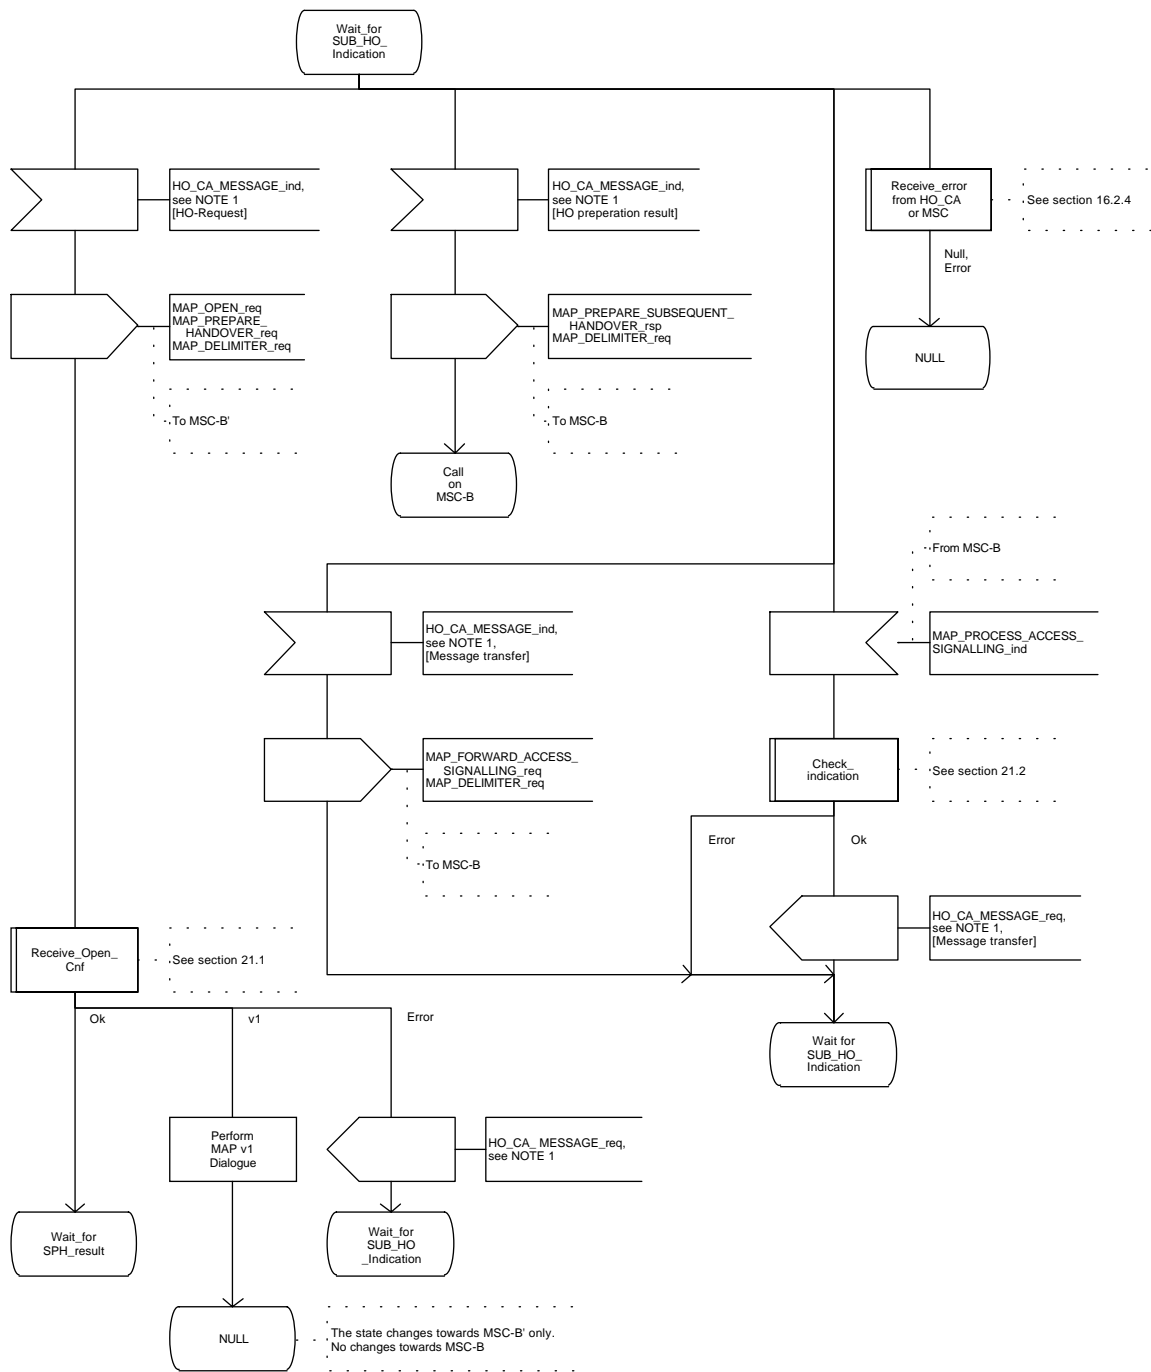 Wait_for
SUB_HO_
Indication
HO_CA_MESSAGE_ind,
see NOTE 1
[HO-Request]
HO_CA_MESSAGE_ind,
see NOTE 1
[HO preperation result]
Receive_error
from HO_CA
or MSC
See section 16.2.4
Null,
Error
MAP_OPEN_req
MAP_PREPARE_
HANDOVER_req
MAP_DELIMITER_req
MAP_PREPARE_SUBSEQUENT_
HANDOVER_rsp
MAP_DELIMITER_req
NULL
To MSC-B'
To MSC-B
Call
on
MSC-B
From MSC-B
HO_CA_MESSAGE_ind,
see NOTE 1,
[Message transfer]
MAP_PROCESS_ACCESS_
SIGNALLING_ind
MAP_FORWARD_ACCESS_
SIGNALLING_req
MAP_DELIMITER_req
Check_
indication
See section 21.2
Error
Ok
To MSC-B
HO_CA_MESSAGE_req,
see NOTE 1,
[Message transfer]
Receive_Open_
Cnf
See section 21.1
Ok
v1
Error
Wait for
SUB_HO_
Indication
Perform
MAP v1
Dialogue
HO_CA_ MESSAGE_req,
see NOTE 1
Wait_for
SPH_result
Wait_for
SUB_HO
_Indication
NULL
The state changes towards MSC-B' only.
No changes towards MSC-B